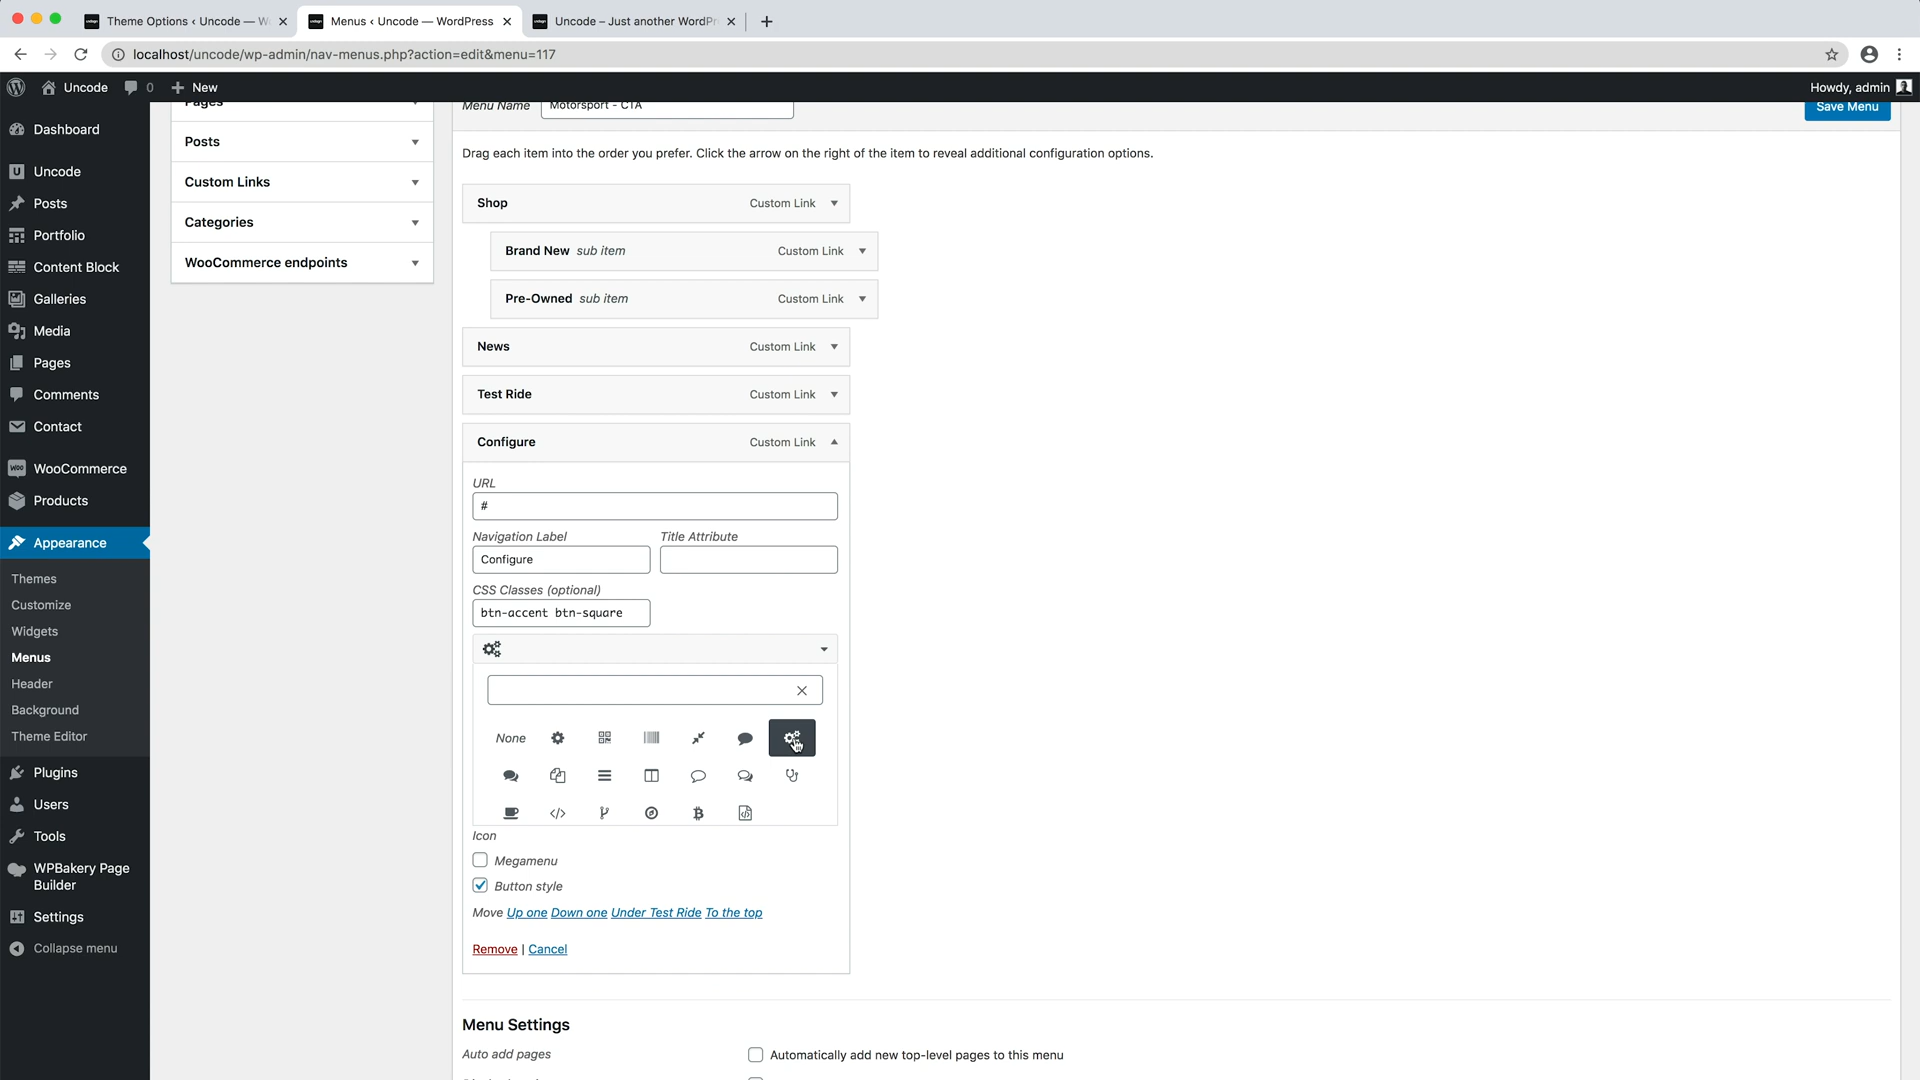 Theme Options ‹ Uncode — W
Menus ‹ Uncode — WordPress
Uncode – Just another WordPr
localhost/uncode/wp-admin/nav-menus.php?action=edit&menu=117
Uncode
0
New
Howdy, admin
Dashboard
Uncode
Posts
Portfolio
Content Block
Galleries
Media
Pages
Comments
Contact
WooCommerce
Products
Appearance
Themes
Customize
Widgets
Menus
Header
Background
Theme Editor
Plugins
Users
Tools
WPBakery Page
Builder
Settings
Collapse menu
Pages
Posts
Custom Links
Categories
WooCommerce endpoints
Menu Name
Motorsport - CTA
Save Menu
Drag each item into the order you prefer. Click the arrow on the right of the item to reveal additional configuration options.
Shop Custom Link
Brand New sub item Custom Link
Pre-Owned sub item Custom Link
News Custom Link
Test Ride Custom Link
Configure Custom Link
URL
#
Navigation Label Title Attribute
Configure
CSS Classes (optional)
btn-accent btn-square
None
Icon
Megamenu
Button style
Move Up one Down one Under Test Ride To the top
Remove | Cancel
Menu Settings
Auto add pages Automatically add new top-level pages to this menu